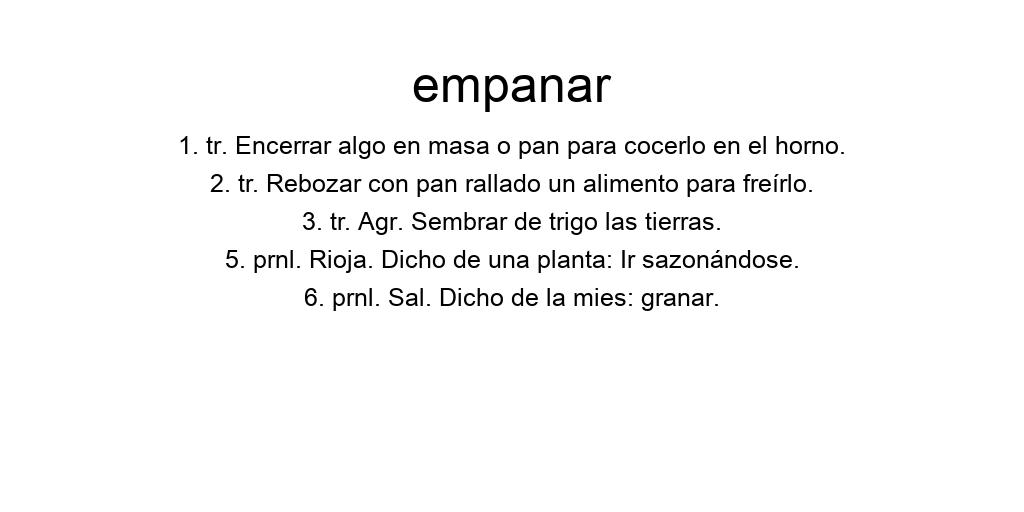 empanar
1. tr. Encerrar algo en masa o pan para cocerlo en el horno.
2. tr. Rebozar con pan rallado un alimento para freírlo.
3. tr. Agr. Sembrar de trigo las tierras.
5. prnl. Rioja. Dicho de una planta: Ir sazonándose.
6. prnl. Sal. Dicho de la mies: granar.